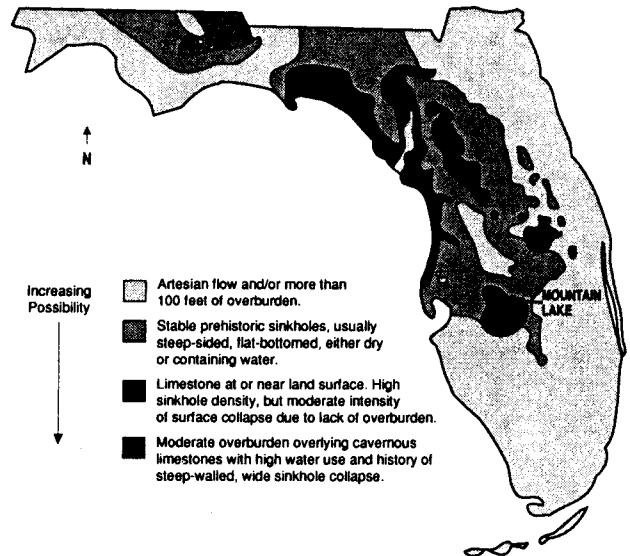 N
Increasing
Possibility
Artesian flow and/or more than
100 feet of overburden.
Stable prehistoric sinkholes, usually
steep-sided, flat-bottomed, either dry
or containing water.
Limestone at or near land surface. High
sinkhole density, but moderate intensity
of surface collapse due to lack of overburden.
Moderate overburden overlying cavernous
limestones with high water use and history of
steep-walled, wide sinkhole collapse.
MOUNTAIN
LAKE